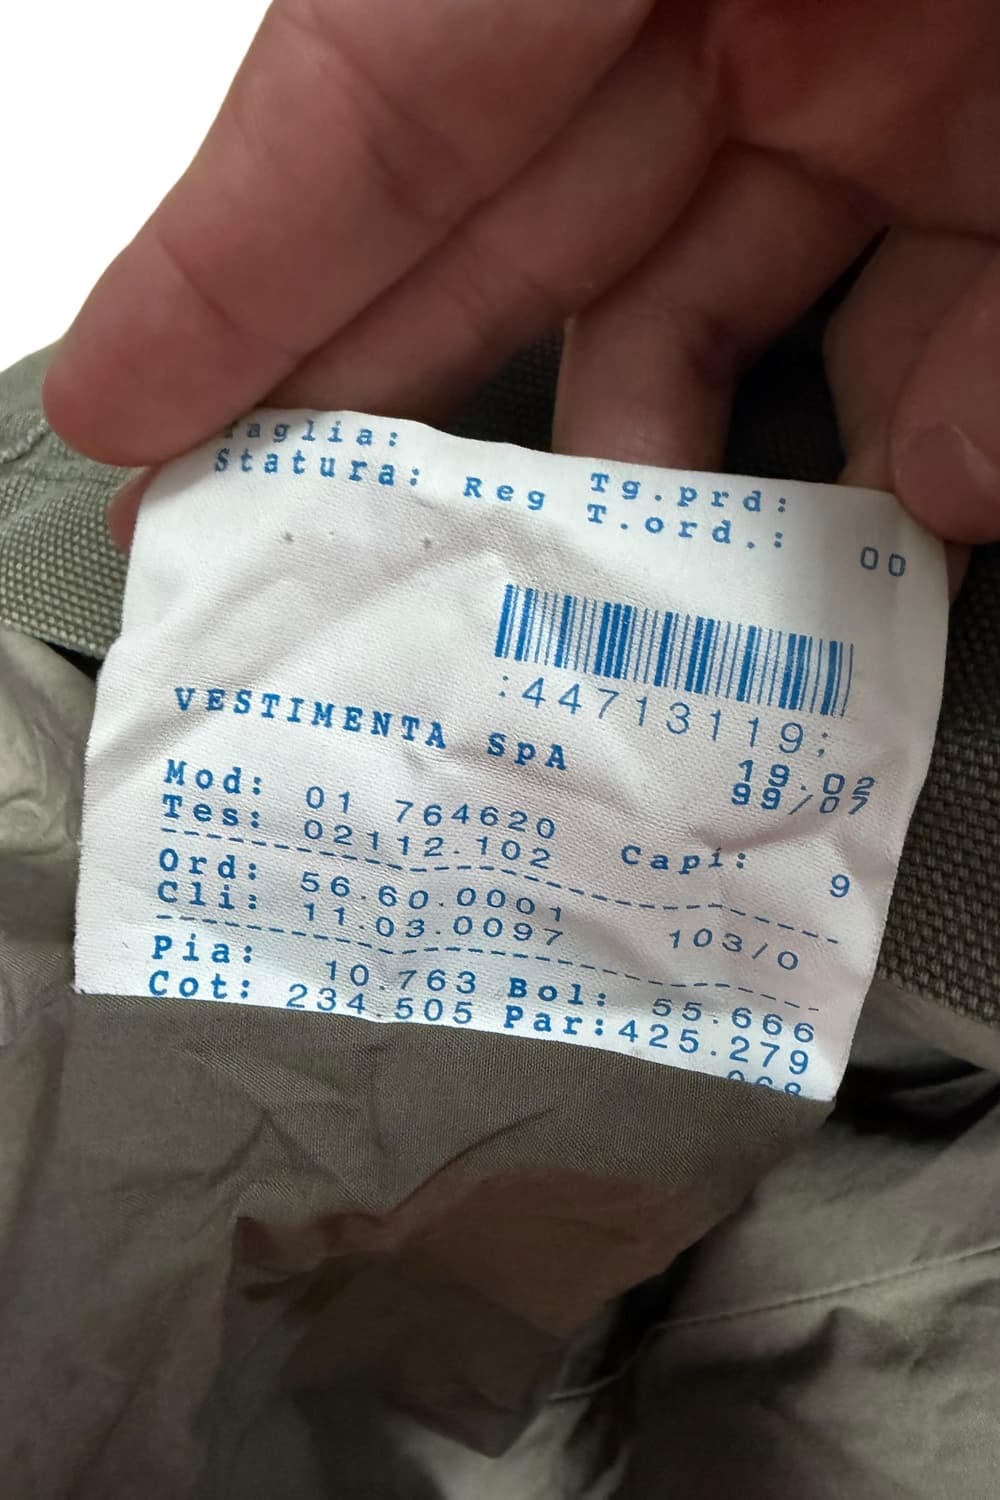 Taglia: Tg.prd:
Statura: Reg T.ord.: 00
:44713119;
VESTIMENTA SpA 19.02
99/07
Mod: 01 764620
Tes: 02112.102 Capi: 9
Ord: 56.60.0001
Cli: 11.03.0097 103/0
Pia: 10.763 Bol: 55.666
Cot: 234.505 Par:425.279